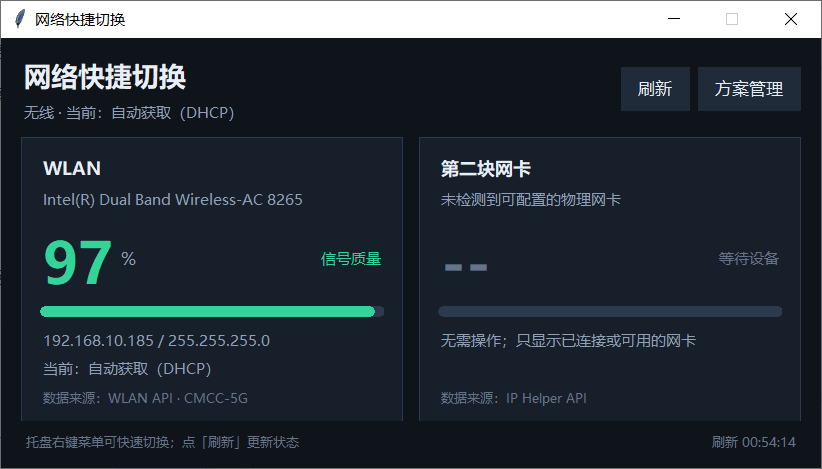 网络快捷切换
网络快捷切换
无线 · 当前：自动获取（DHCP）
刷新
方案管理
WLAN
Intel(R) Dual Band Wireless-AC 8265
97 %
信号质量
192.168.10.185 / 255.255.255.0
当前：自动获取（DHCP）
数据来源：WLAN API · CMCC-5G
第二块网卡
未检测到可配置的物理网卡
--
等待设备
无需操作；只显示已连接或可用的网卡
数据来源：IP Helper API
托盘右键菜单可快速切换；点「刷新」更新状态
刷新 00:54:14